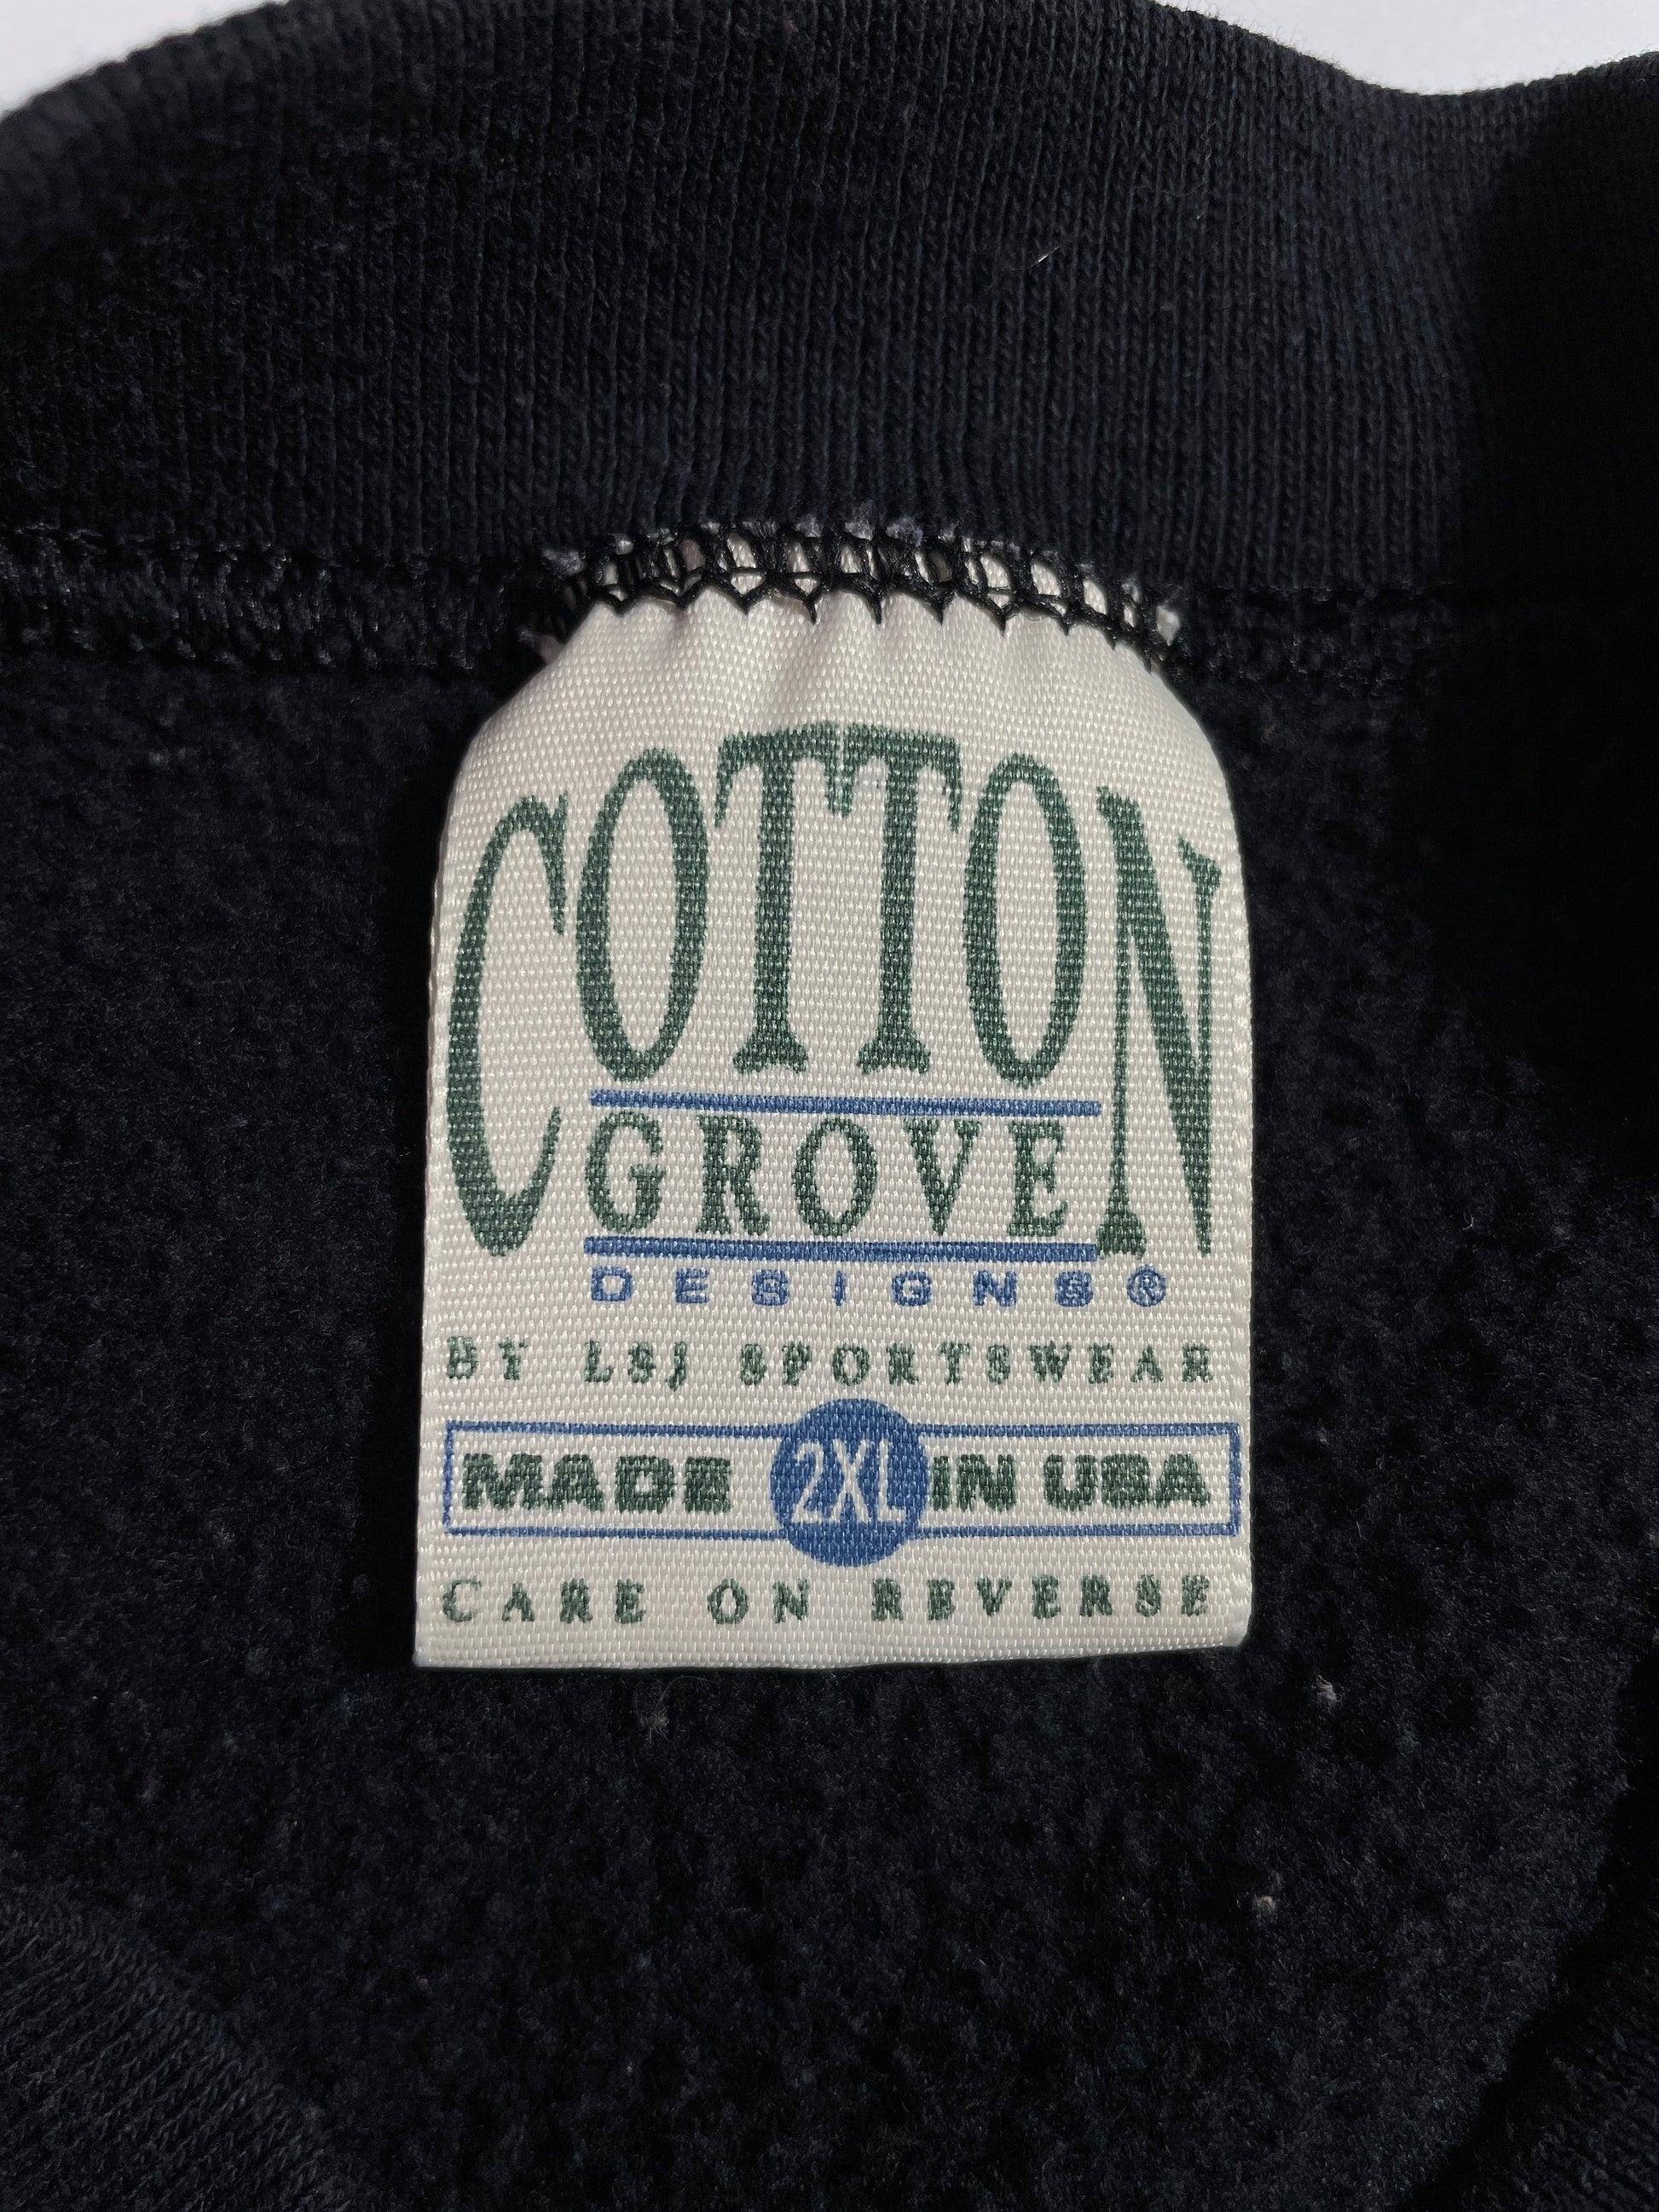 COTTON
GROVE
DESIGNS®
BY LSJ SPORTSWEAR
MADE 2XL IN USA
CARE ON REVERSE